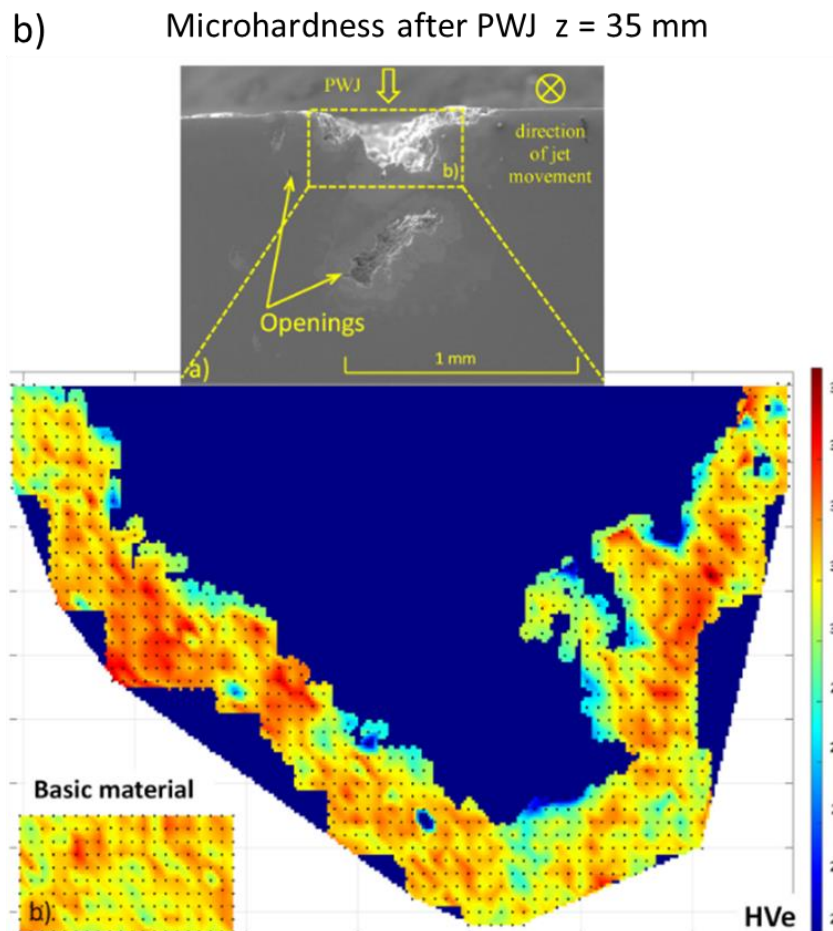 b) Microhardness after PWJ z = 35 mm
PWJ
direction
of jet
movement
b)
Openings
1 mm
a)
Basic material
b)
HVe